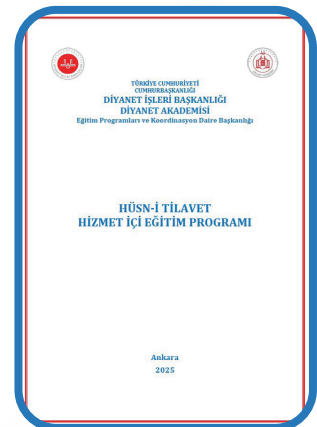 TÜRKİYE CUMHURİYETİ
CUMHURBAŞKANLIĞI
DİYANET İŞLERİ BAŞKANLIĞI
DİYANET AKADEMİSİ
Eğitim Programları ve Koordinasyon Daire Başkanlığı
HÜSN-İ TİLAVET
HİZMET İÇİ EĞİTİM PROGRAMI
Ankara
2025